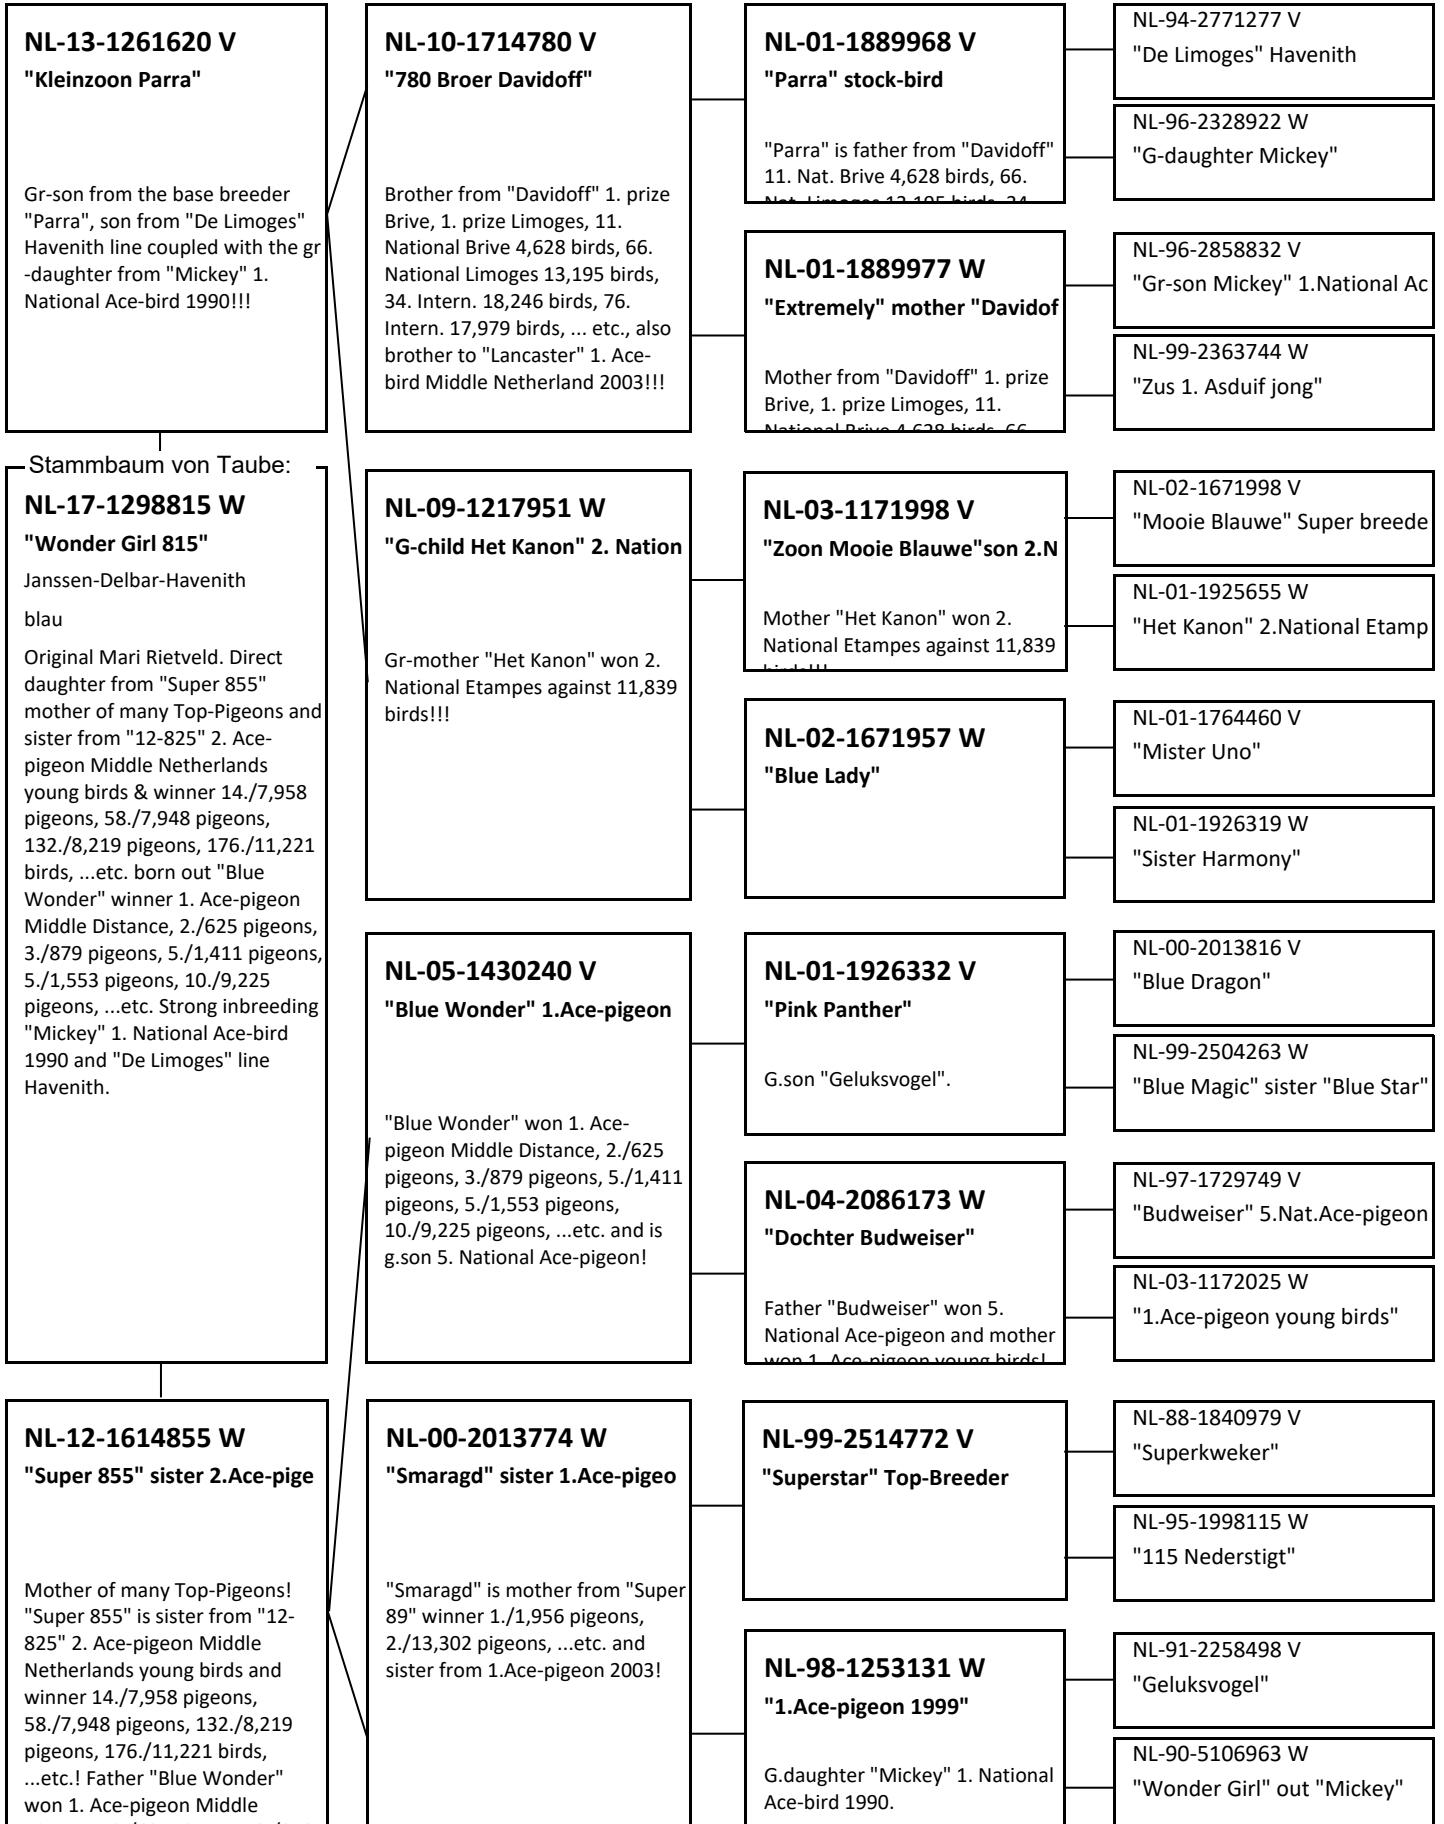 NL-13-1261620 V
"Kleinzoon Parra"
Gr-son from the base breeder
"Parra", son from "De Limoges"
Havenith line coupled with the gr
-daughter from "Mickey" 1.
National Ace-bird 1990!!!
Stammbaum von Taube:
NL-17-1298815 W
"Wonder Girl 815"
Janssen-Delbar-Havenith
blau
Original Mari Rietveld. Direct
daughter from "Super 855"
mother of many Top-Pigeons and
sister from "12-825" 2. Ace-
pigeon Middle Netherlands
young birds & winner 14./7,958
pigeons, 58./7,948 pigeons,
132./8,219 pigeons, 176./11,221
birds, ...etc. born out "Blue
Wonder" winner 1. Ace-pigeon
Middle Distance, 2./625 pigeons,
3./879 pigeons, 5./1,411 pigeons,
5./1,553 pigeons, 10./9,225
pigeons, ...etc. Strong inbreeding
"Mickey" 1. National Ace-bird
1990 and "De Limoges" line
Havenith.
NL-12-1614855 W
"Super 855" sister 2.Ace-pige
Mother of many Top-Pigeons!
"Super 855" is sister from "12-
825" 2. Ace-pigeon Middle
Netherlands young birds and
winner 14./7,958 pigeons,
58./7,948 pigeons, 132./8,219
pigeons, 176./11,221 birds,
...etc.! Father "Blue Wonder"
won 1. Ace-pigeon Middle
NL-10-1714780 V
"780 Broer Davidoff"
Brother from "Davidoff" 1. prize
Brive, 1. prize Limoges, 11.
National Brive 4,628 birds, 66.
National Limoges 13,195 birds,
34. Intern. 18,246 birds, 76.
Intern. 17,979 birds, ... etc., also
brother to "Lancaster" 1. Ace-
bird Middle Netherland 2003!!!
NL-09-1217951 W
"G-child Het Kanon" 2. Nation
Gr-mother "Het Kanon" won 2.
National Etampes against 11,839
birds!!!
NL-05-1430240 V
"Blue Wonder" 1.Ace-pigeon
"Blue Wonder" won 1. Ace-
pigeon Middle Distance, 2./625
pigeons, 3./879 pigeons, 5./1,411
pigeons, 5./1,553 pigeons,
10./9,225 pigeons, ...etc. and is
g.son 5. National Ace-pigeon!
NL-00-2013774 W
"Smaragd" sister 1.Ace-pigeo
"Smaragd" is mother from "Super
89" winner 1./1,956 pigeons,
2./13,302 pigeons, ...etc. and
sister from 1.Ace-pigeon 2003!
NL-01-1889968 V
"Parra" stock-bird
"Parra" is father from "Davidoff"
11. Nat. Brive 4,628 birds, 66.
Nat. Limoges 13,195 birds, 34.
NL-01-1889977 W
"Extremely" mother "Davidof
Mother from "Davidoff" 1. prize
Brive, 1. prize Limoges, 11.
National Brive 4,628 birds, 66.
NL-03-1171998 V
"Zoon Mooie Blauwe"son 2.N
Mother "Het Kanon" won 2.
National Etampes against 11,839
birds!!!
NL-02-1671957 W
"Blue Lady"
NL-01-1926332 V
"Pink Panther"
G.son "Geluksvogel".
NL-04-2086173 W
"Dochter Budweiser"
Father "Budweiser" won 5.
National Ace-pigeon and mother
won 1. Ace-pigeon young birds!
NL-99-2514772 V
"Superstar" Top-Breeder
NL-98-1253131 W
"1.Ace-pigeon 1999"
G.daughter "Mickey" 1. National
Ace-bird 1990.
NL-94-2771277 V
"De Limoges" Havenith
NL-96-2328922 W
"G-daughter Mickey"
NL-96-2858832 V
"Gr-son Mickey" 1.National Ac
NL-99-2363744 W
"Zus 1. Asduif jong"
NL-02-1671998 V
"Mooie Blauwe" Super breede
NL-01-1925655 W
"Het Kanon" 2.National Etamp
NL-01-1764460 V
"Mister Uno"
NL-01-1926319 W
"Sister Harmony"
NL-00-2013816 V
"Blue Dragon"
NL-99-2504263 W
"Blue Magic" sister "Blue Star"
NL-97-1729749 V
"Budweiser" 5.Nat.Ace-pigeon
NL-03-1172025 W
"1.Ace-pigeon young birds"
NL-88-1840979 V
"Superkweker"
NL-95-1998115 W
"115 Nederstigt"
NL-91-2258498 V
"Geluksvogel"
NL-90-5106963 W
"Wonder Girl" out "Mickey"